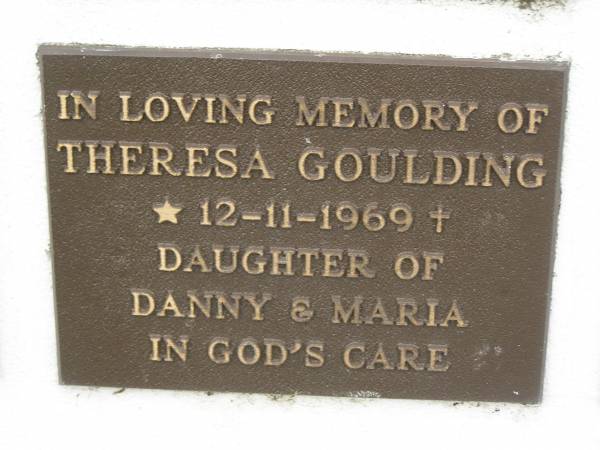 IN LOVING MEMORY OF
THERESA GOULDING
★ 12-11-1969 ✝
DAUGHTER OF
DANNY & MARIA
IN GOD'S CARE